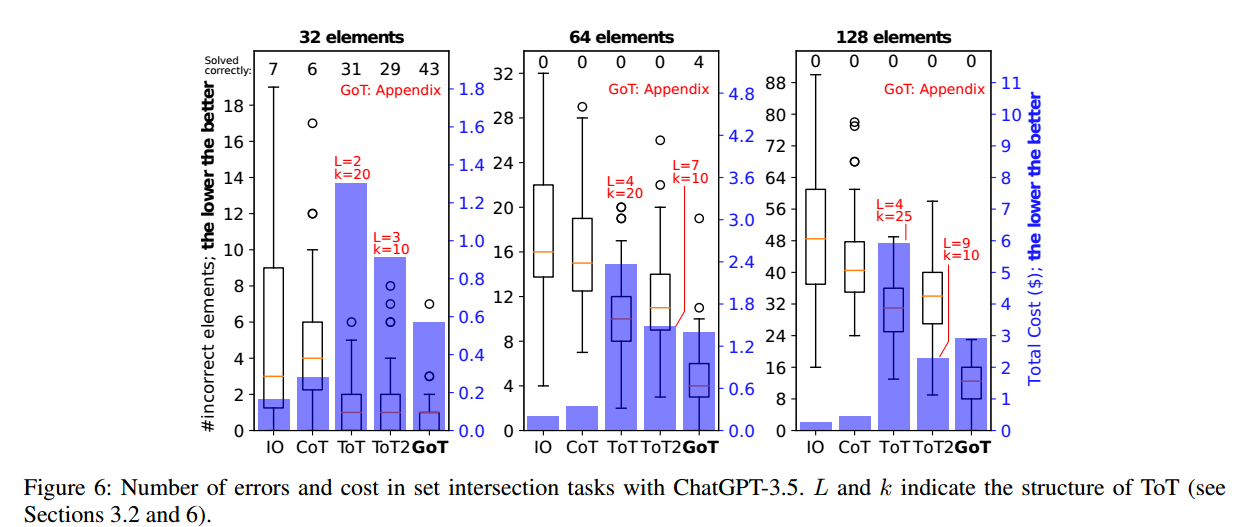 32 elements
64 elements
128 elements
Solved correctly:
7 6 31 29 43
0 0 0 0 4
0 0 0 0 0
GoT: Appendix
GoT: Appendix
GoT: Appendix
#incorrect elements; the lower the better
18
16
14
12
10
8
6
4
2
0
L=2
k=20
L=3
k=10
1.8
1.6
1.4
1.2
1.0
0.8
0.6
0.4
0.2
0.0
IO CoT ToT ToT2 GoT
32
28
24
20
16
12
8
4
0
L=4
k=20
L=7
k=10
4.8
4.2
3.6
3.0
2.4
1.8
1.2
0.6
0.0
IO CoT ToT ToT2 GoT
88
80
72
64
56
48
40
32
24
16
8
0
L=4
k=25
L=9
k=10
11
10
9
8
7
6
5
4
3
2
1
0
IO CoT ToT ToT2 GoT
Total Cost ($); the lower the better
Figure 6: Number of errors and cost in set intersection tasks with ChatGPT-3.5. L and k indicate the structure of ToT (see
Sections 3.2 and 6).